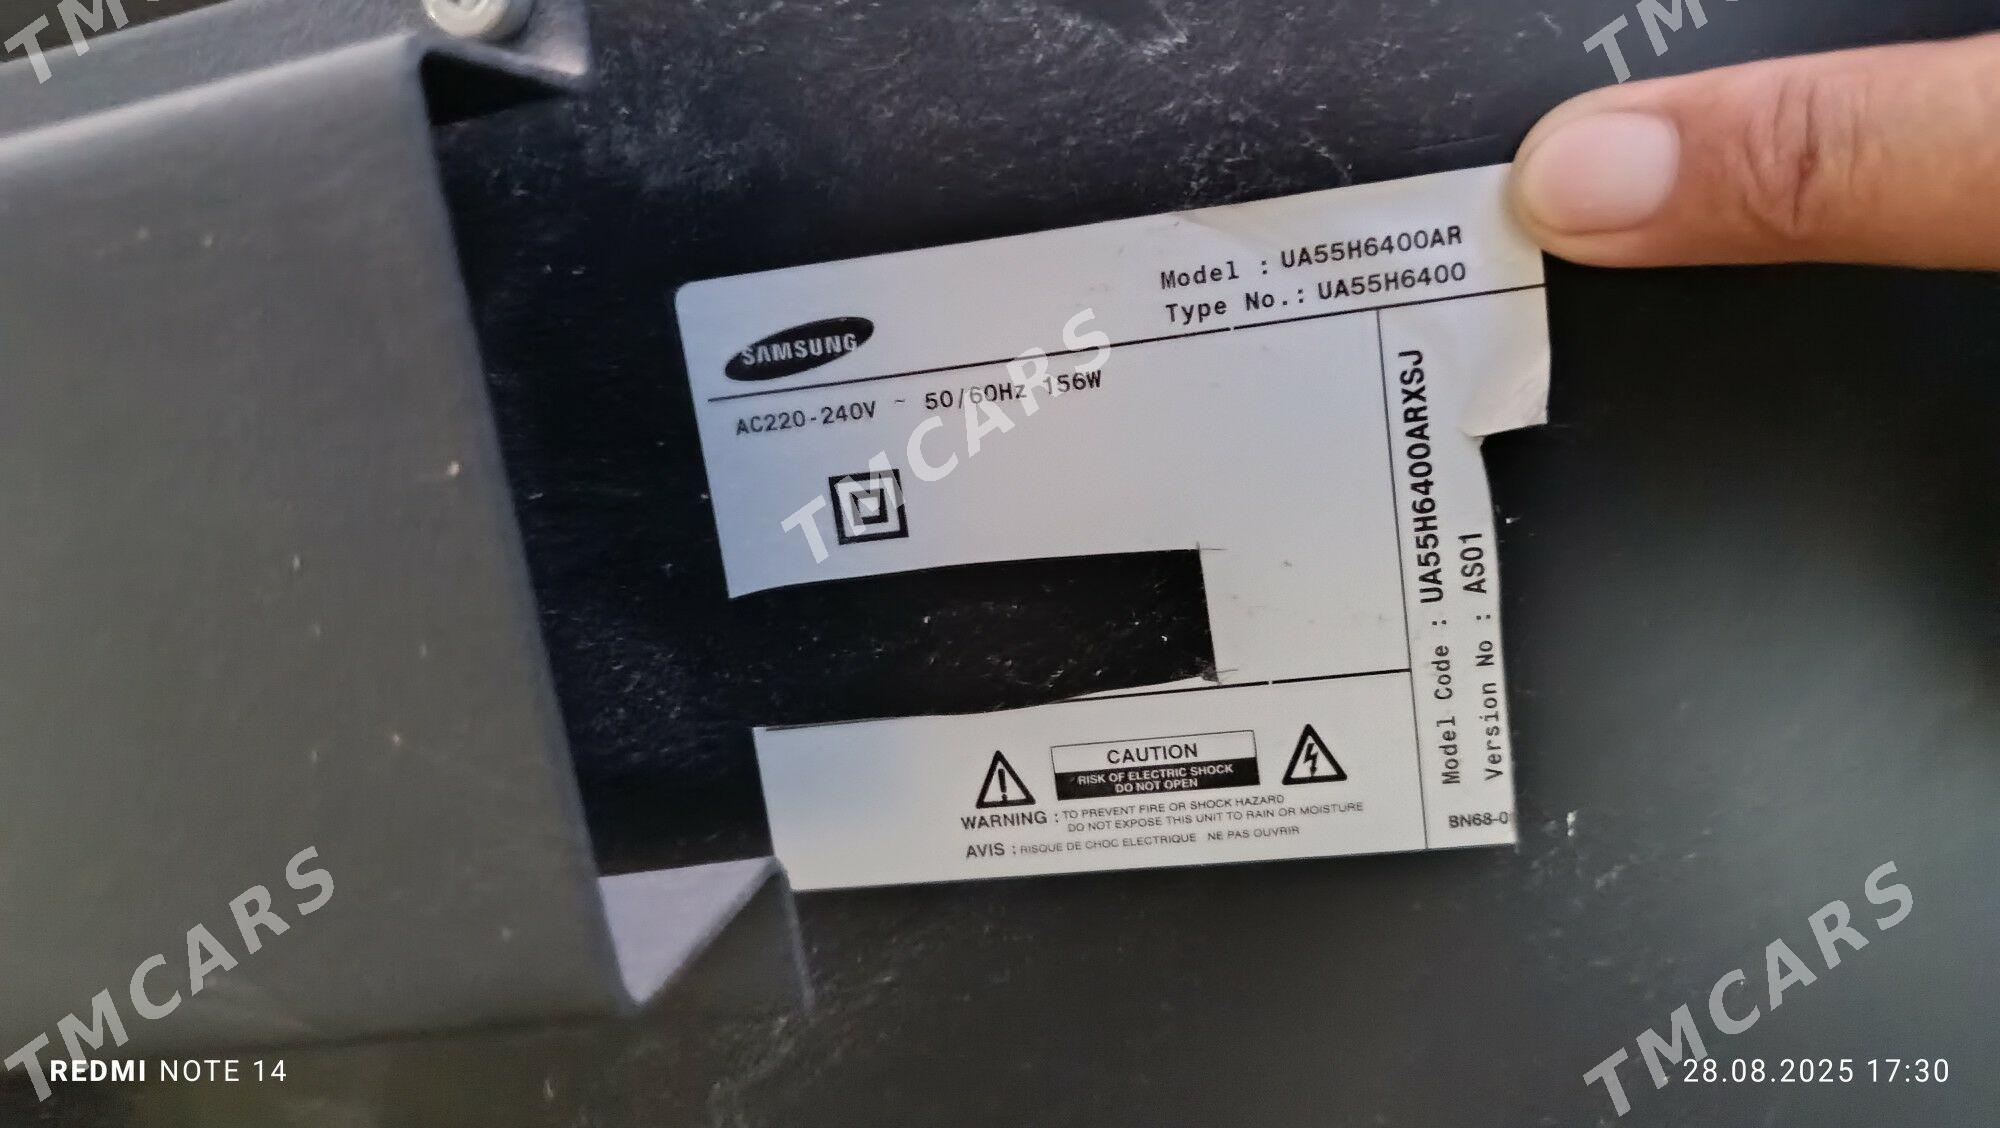 SAMSUNG
Model : UA55H6400AR
Type No.: UA55H6400
AC220-240V ~ 50/60Hz 156W
Model Code : UA55H6400ARXSJ
Version No : AS01
BN68-0
CAUTION
RISK OF ELECTRIC SHOCK
DO NOT OPEN
WARNING : TO PREVENT FIRE OR SHOCK HAZARD
DO NOT EXPOSE THIS UNIT TO RAIN OR MOISTURE
AVIS : RISQUE DE CHOC ELECTRIQUE NE PAS OUVRIR
TMCARS
TMCARS
TMCARS
REDMI NOTE 14
28.08.2025 17:30